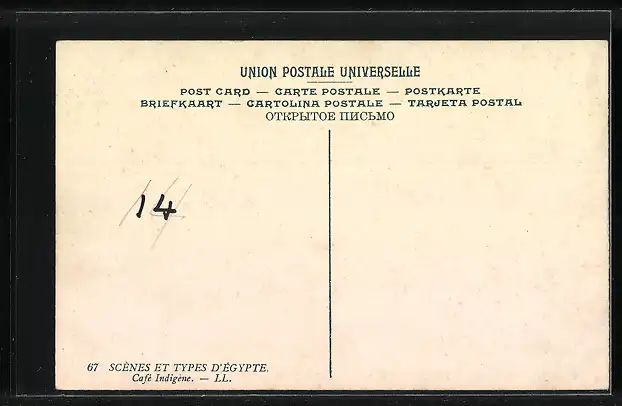 UNION POSTALE UNIVERSELLE
POST CARD — CARTE POSTALE — POSTKARTE
BRIEFKAART — CARTOLINA POSTALE — TARJETA POSTAL
ОТКРЫТОЕ ПИСЬМО
14
67 SCÈNES ET TYPES D'ÉGYPTE.
Café Indigène. — LL.